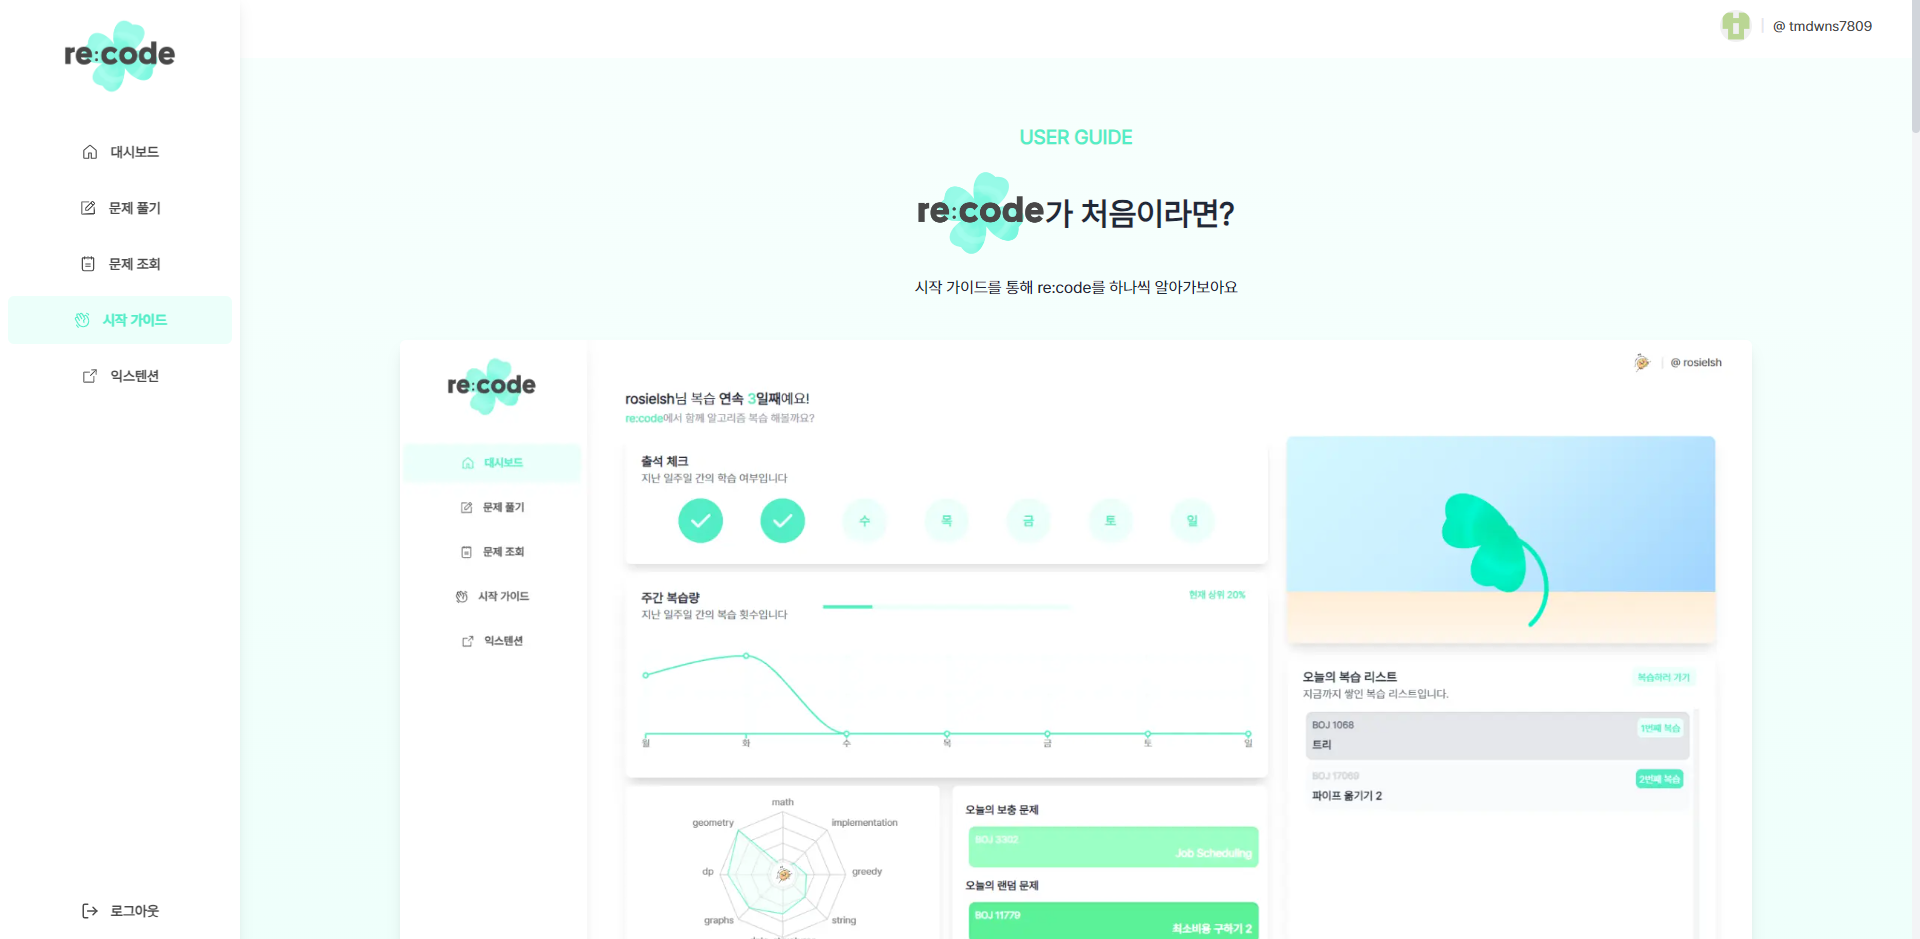 re:code
대시보드
문제 풀기
문제 조회
시작 가이드
익스텐션
로그아웃
@ tmdwns7809
USER GUIDE
re:code가 처음이라면?
시작 가이드를 통해 re:code를 하나씩 알아가보아요
re:code
대시보드
문제 풀기
문제 조회
시작 가이드
익스텐션
@ rosielsh
rosielsh님 복습 연속 3일째예요!
re:code에서 함께 알고리즘 복습 해볼까요?
출석 체크
지난 일주일 간의 학습 여부입니다
수 목 금 토 일
주간 복습량
지난 일주일 간의 복습 횟수입니다
현재 상위 20%
월 화 수 목 금 토 일
math
geometry
implementation
dp
greedy
graphs
string
오늘의 보충 문제
BOJ 3302
Job Scheduling
오늘의 랜덤 문제
BOJ 11779
최소비용 구하기 2
오늘의 복습 리스트
복습하러 가기
지금까지 쌓인 복습 리스트입니다.
BOJ 1068
1번째 복습
트리
BOJ 17069
2번째 복습
파이프 옮기기 2